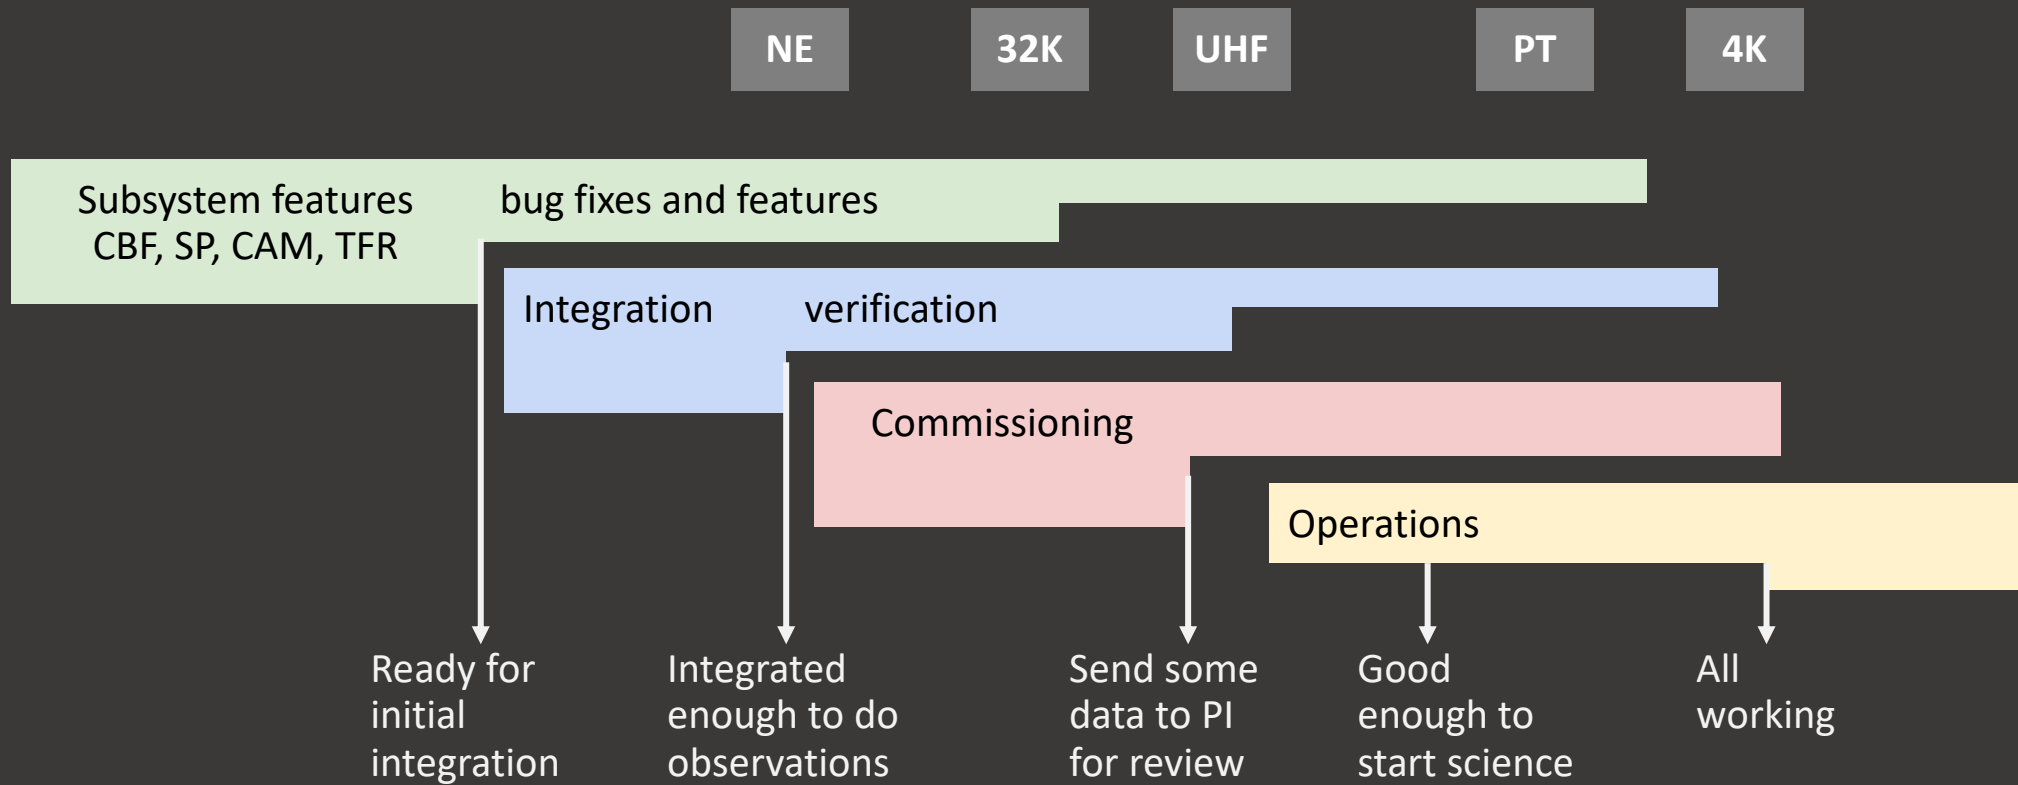 NE
32K
UHF
PT
4K
Subsystem features
CBF, SP, CAM, TFR
bug fixes and features
Integration
verification
Commissioning
Operations
Ready for
initial
integration
Integrated
enough to do
observations
Send some
data to PI
for review
Good
enough to
start science
All
working